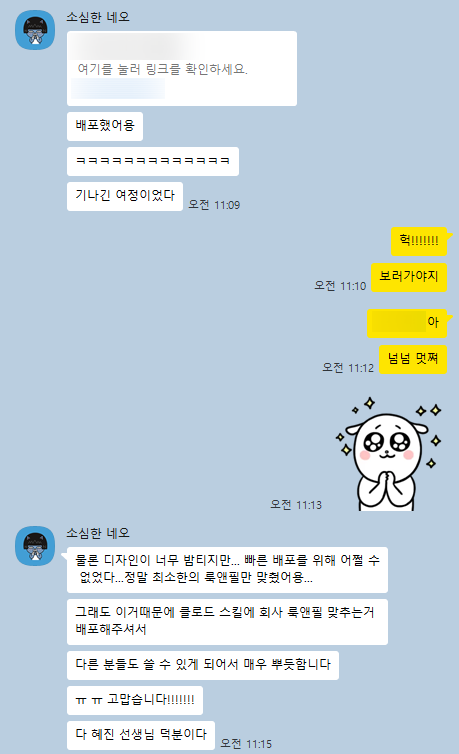 소심한 네오
여기를 눌러 링크를 확인하세요.
배포했어용
ㅋㅋㅋㅋㅋㅋㅋㅋㅋㅋㅋㅋㅋ
기나긴 여정이었다
오전 11:09
헉!!!!!!!
보러가야지
오전 11:10
아
넘넘 멋쪄
오전 11:12
오전 11:13
소심한 네오
물론 디자인이 너무 밤티지만... 빠른 배포를 위해 어쩔 수
없었다...정말 최소한의 룩앤필만 맞췄어용...
그래도 이거때문에 클로드 스킬에 회사 룩앤필 맞추는거
배포해주셔서
다른 분들도 쓸 수 있게 되어서 매우 뿌듯함니다
ㅠ ㅠ 고맙습니다!!!!!!!
다 혜진 선생님 덕분이다
오전 11:15